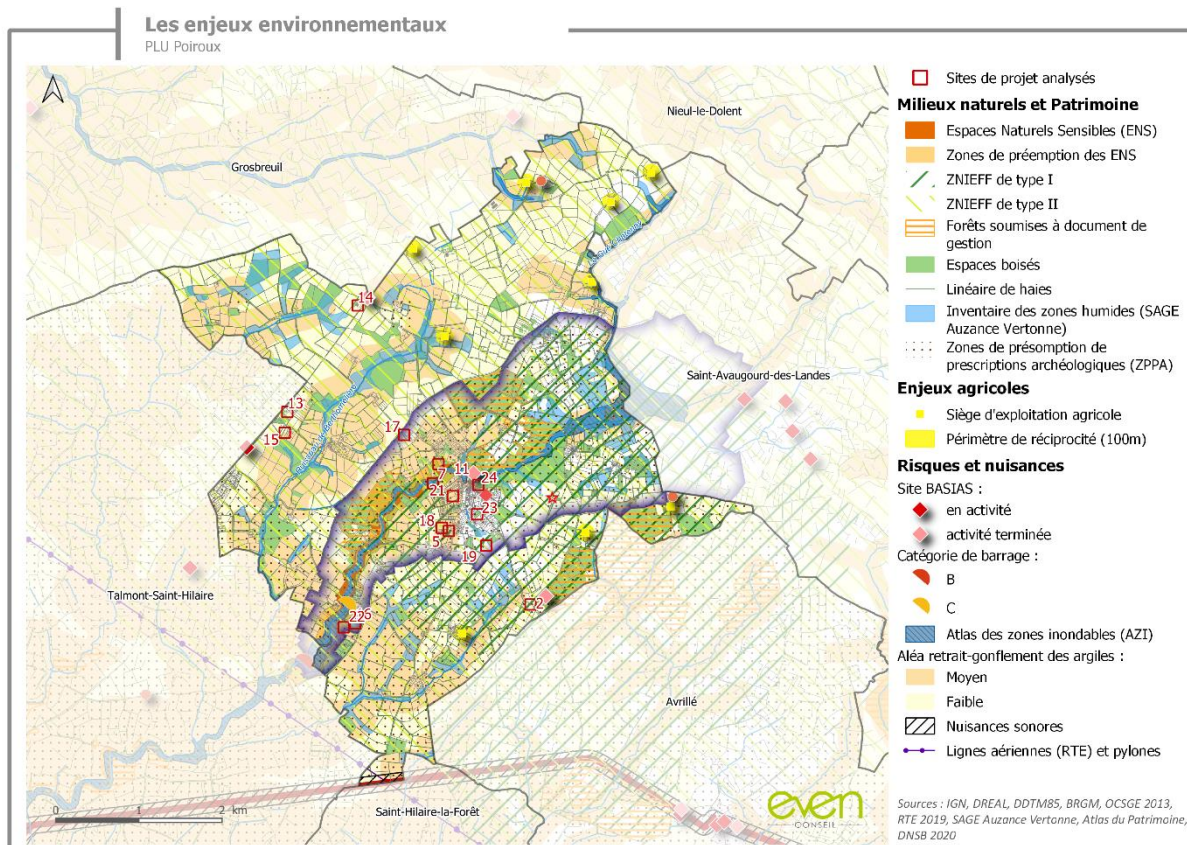 Les enjeux environnementaux
PLU Poiroux
Nieul-le-Dolent
Grosbreuil
14
Saint-Avaugourd-des-Landes
13
15
17
7
11
24
21
23
18
5
19
Talmont-Saint-Hilaire
2
22
6
Avrillé
0
1
2 km
Saint-Hilaire-la-Forêt
even
CONSEIL
Sites de projet analysés
Milieux naturels et Patrimoine
Espaces Naturels Sensibles (ENS)
Zones de préemption des ENS
ZNIEFF de type I
ZNIEFF de type II
Forêts soumises à document de
gestion
Espaces boisés
Linéaire de haies
Inventaire des zones humides (SAGE
Auzance Vertonne)
Zones de présomption de
prescriptions archéologiques (ZPPA)
Enjeux agricoles
Siège d'exploitation agricole
Périmètre de réciprocité (100m)
Risques et nuisances
Site BASIAS :
en activité
activité terminée
Catégorie de barrage :
B
C
Atlas des zones inondables (AZI)
Aléa retrait-gonflement des argiles :
Moyen
Faible
Nuisances sonores
Lignes aériennes (RTE) et pylones
Sources : IGN, DREAL, DDTM85, BRGM, OCSGE 2013,
RTE 2019, SAGE Auzance Vertonne, Atlas du Patrimoine,
DNSB 2020